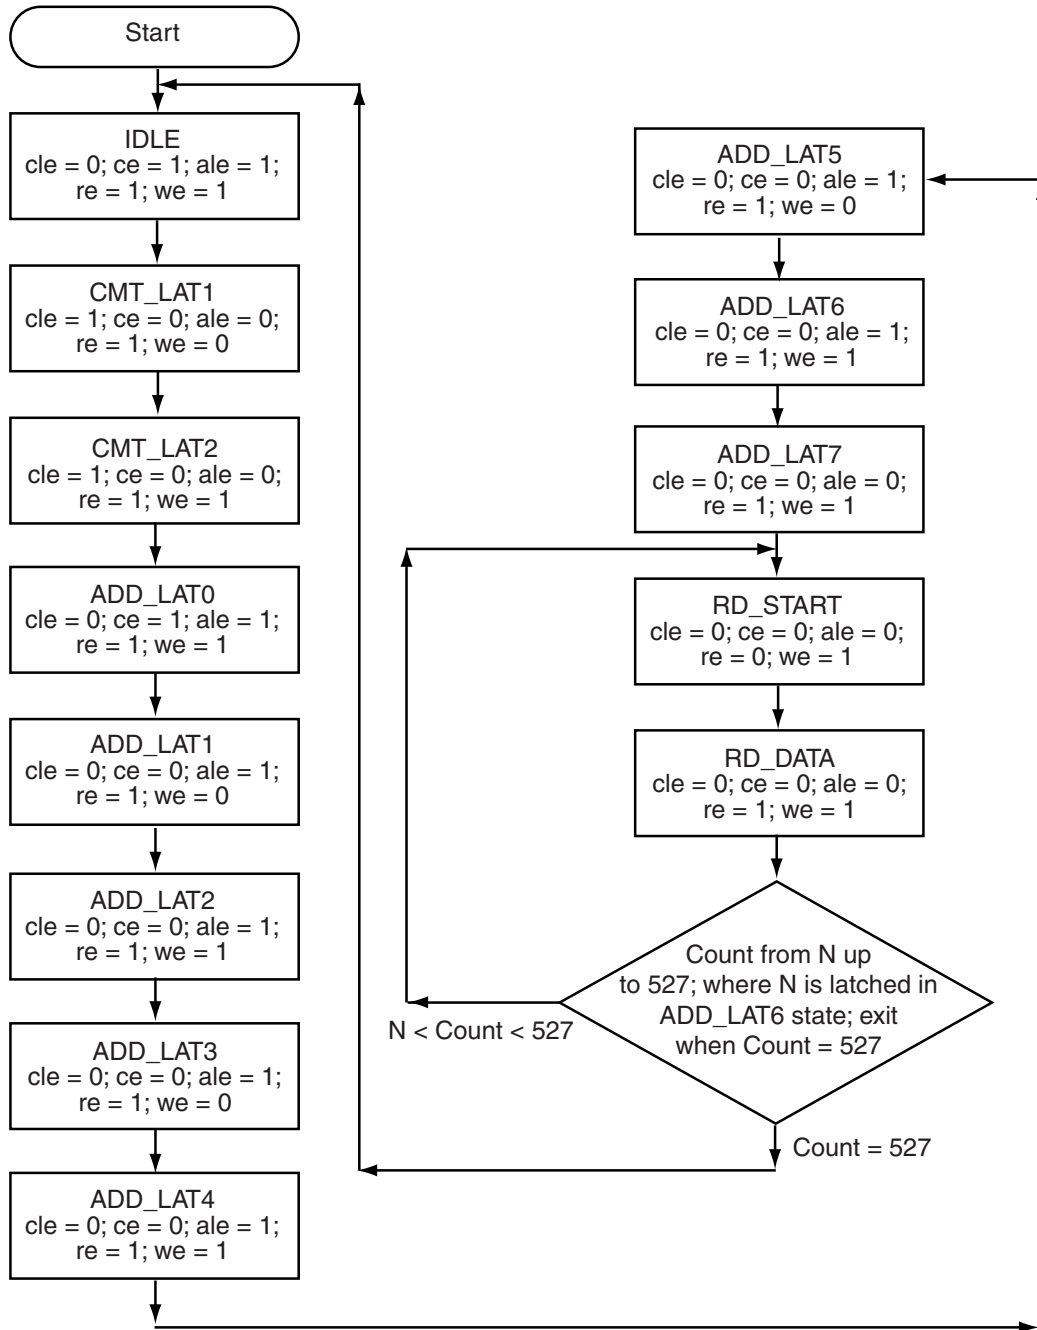 Start
IDLE
cle = 0; ce = 1; ale = 1;
re = 1; we = 1
CMT_LAT1
cle = 1; ce = 0; ale = 0;
re = 1; we = 0
CMT_LAT2
cle = 1; ce = 0; ale = 0;
re = 1; we = 1
ADD_LAT0
cle = 0; ce = 1; ale = 1;
re = 1; we = 1
ADD_LAT1
cle = 0; ce = 0; ale = 1;
re = 1; we = 0
ADD_LAT2
cle = 0; ce = 0; ale = 1;
re = 1; we = 1
ADD_LAT3
cle = 0; ce = 0; ale = 1;
re = 1; we = 0
ADD_LAT4
cle = 0; ce = 0; ale = 1;
re = 1; we = 1
ADD_LAT5
cle = 0; ce = 0; ale = 1;
re = 1; we = 0
ADD_LAT6
cle = 0; ce = 0; ale = 1;
re = 1; we = 1
ADD_LAT7
cle = 0; ce = 0; ale = 0;
re = 1; we = 1
RD_START
cle = 0; ce = 0; ale = 0;
re = 0; we = 1
RD_DATA
cle = 0; ce = 0; ale = 0;
re = 1; we = 1
Count from N up
to 527; where N is latched in
ADD_LAT6 state; exit
when Count = 527
N < Count < 527
Count = 527